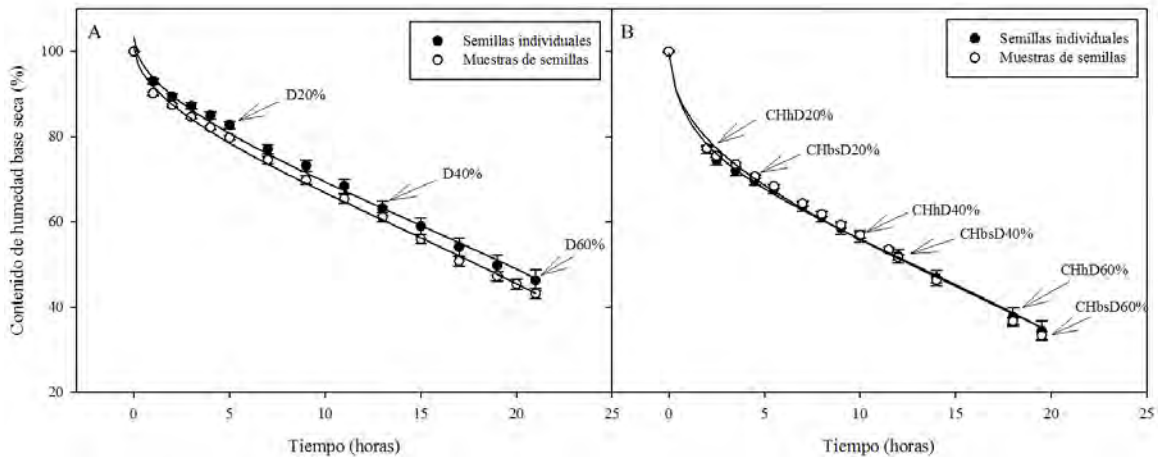 A
Semillas individuales
Muestras de semillas
D20%
D40%
D60%
Contenido de humedad base seca (%)
100
80
60
40
20
0
5
10
15
20
25
Tiempo (horas)
B
Semillas individuales
Muestras de semillas
CHhD20%
CHbsD20%
CHhD40%
CHbsD40%
CHhD60%
CHbsD60%
0
5
10
15
20
25
Tiempo (horas)